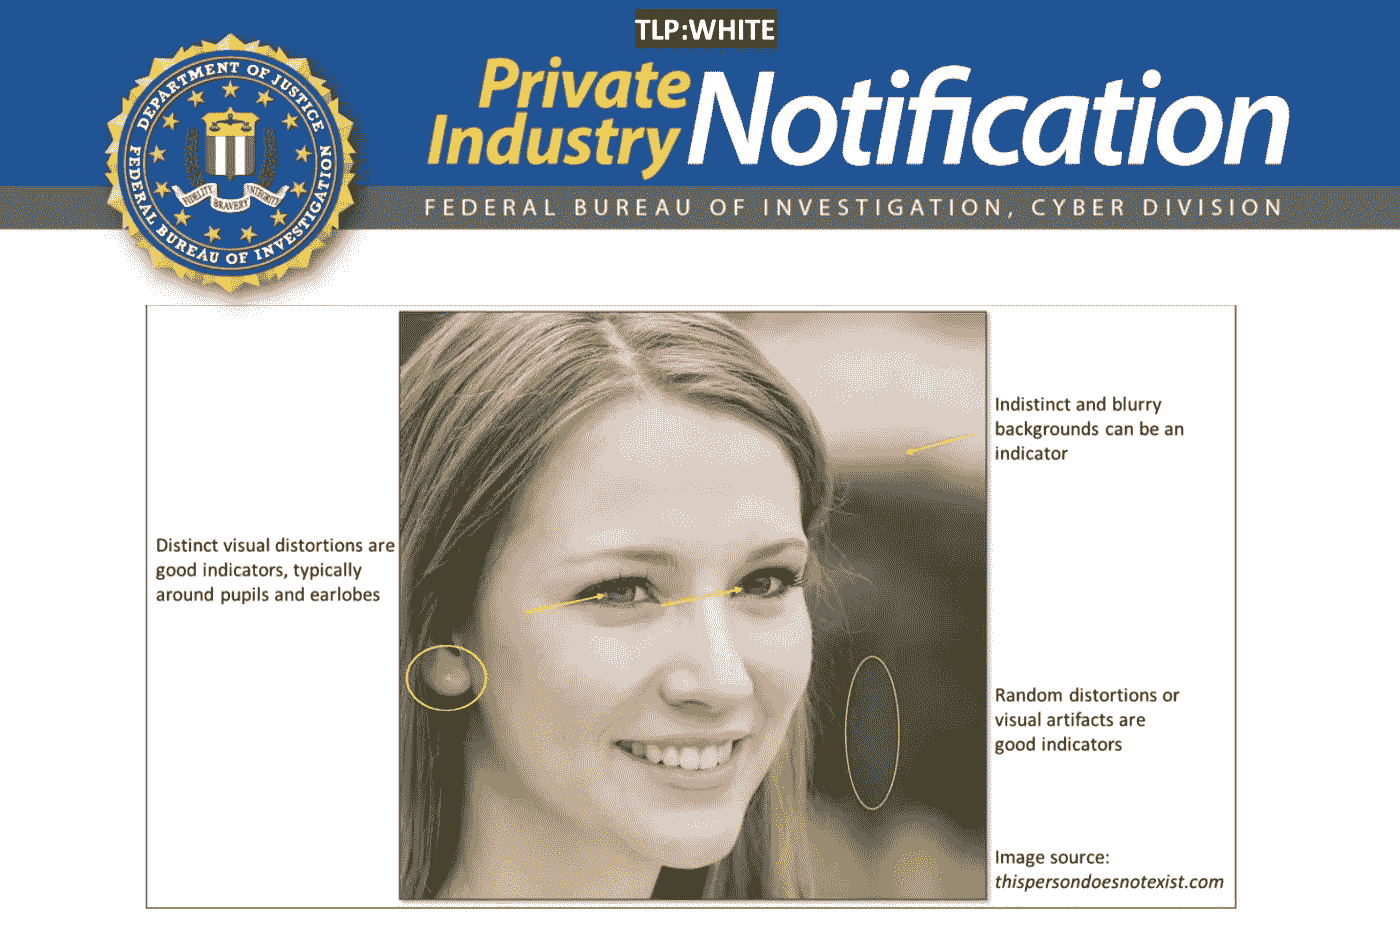 TLP:WHITE
Private
Industry
Notification
FEDERAL BUREAU OF INVESTIGATION, CYBER DIVISION
DEPARTMENT OF JUSTICE
FEDERAL BUREAU OF INVESTIGATION
FIDELITY BRAVERY INTEGRITY
Distinct visual distortions are
good indicators, typically
around pupils and earlobes
Indistinct and blurry
backgrounds can be an
indicator
Random distortions or
visual artifacts are
good indicators
Image source:
thispersondoesnotexist.com